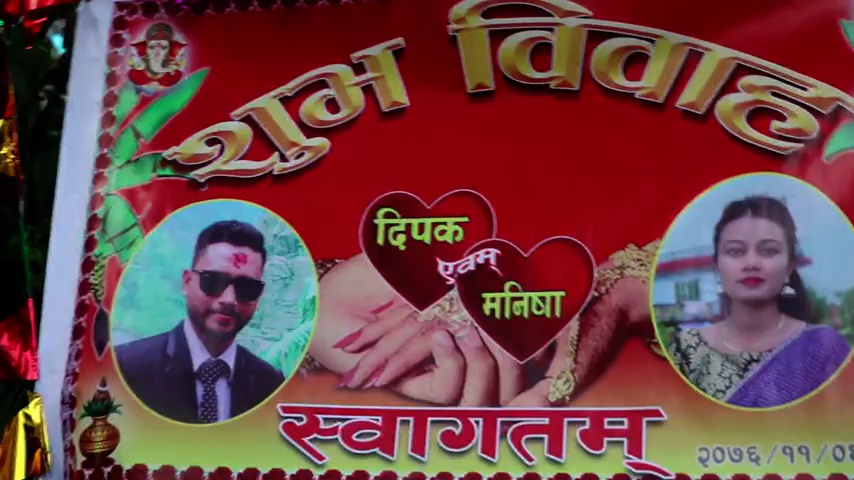 शुभ विवाह
दिपक
एवम्
मनिषा
स्वागतम्
२०७६/११/०